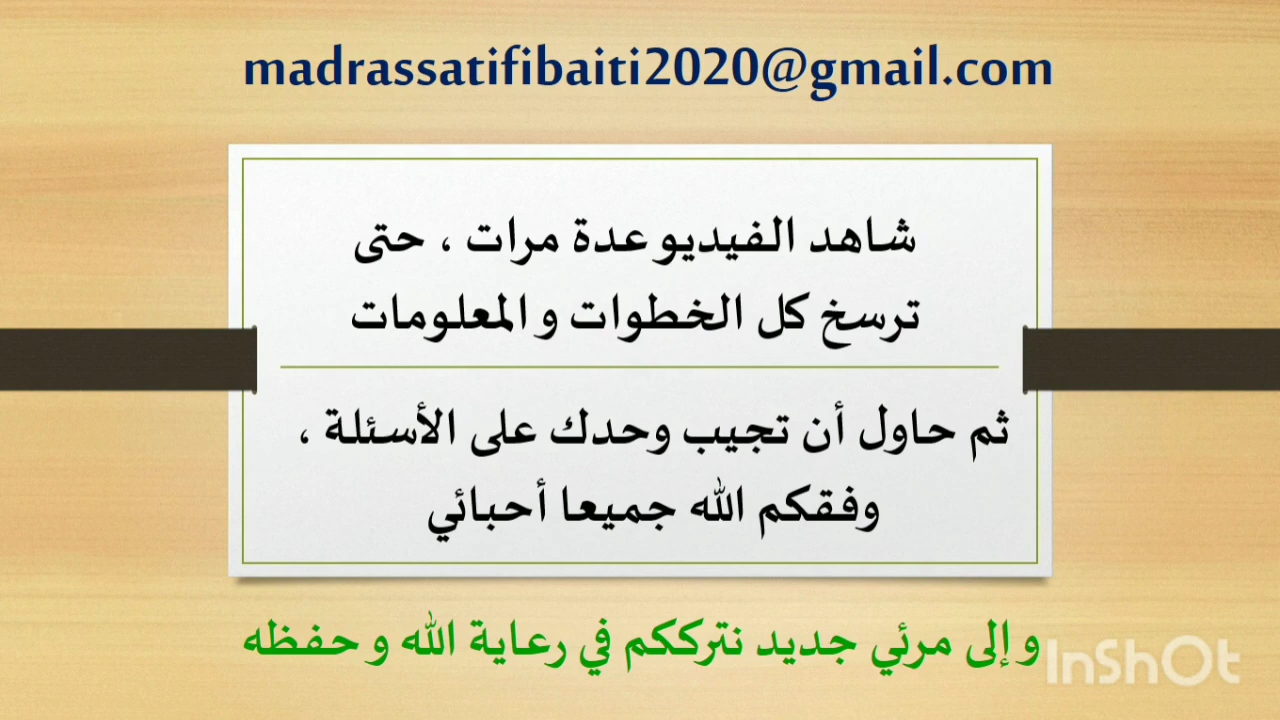 madrassatifibaiti2020@gmail.com
شاهد الفيديو عدة مرات ، حتى
ترسخ كل الخطوات و المعلومات
ثم حاول أن تجيب وحدك على الأسئلة ،
وفقكم الله جميعا أحبائي
و إلى مرئي جديد نترككم في رعاية الله و حفظه
InShOt